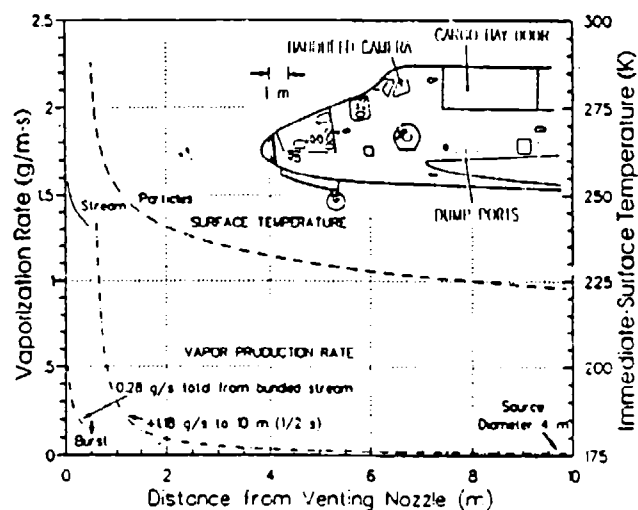 2.5
2.0
1.5
1
.5
0
Vaporization Rate (g/m-s)
300
275
250
225
200
175
Immediate-Surface Temperature (K)
0
2
4
6
8
10
Distance from Venting Nozzle (m)
CAMERA
CARGO BAY DOOR
1 m
DUMP PORTS
Stream
Particles
SURFACE TEMPERATURE
VAPOR PRODUCTION RATE
0.28 g/s total from bunded stream
+1.18 g/s to 10 m (1/2 s)
Burst
Source
Diameter 4 m